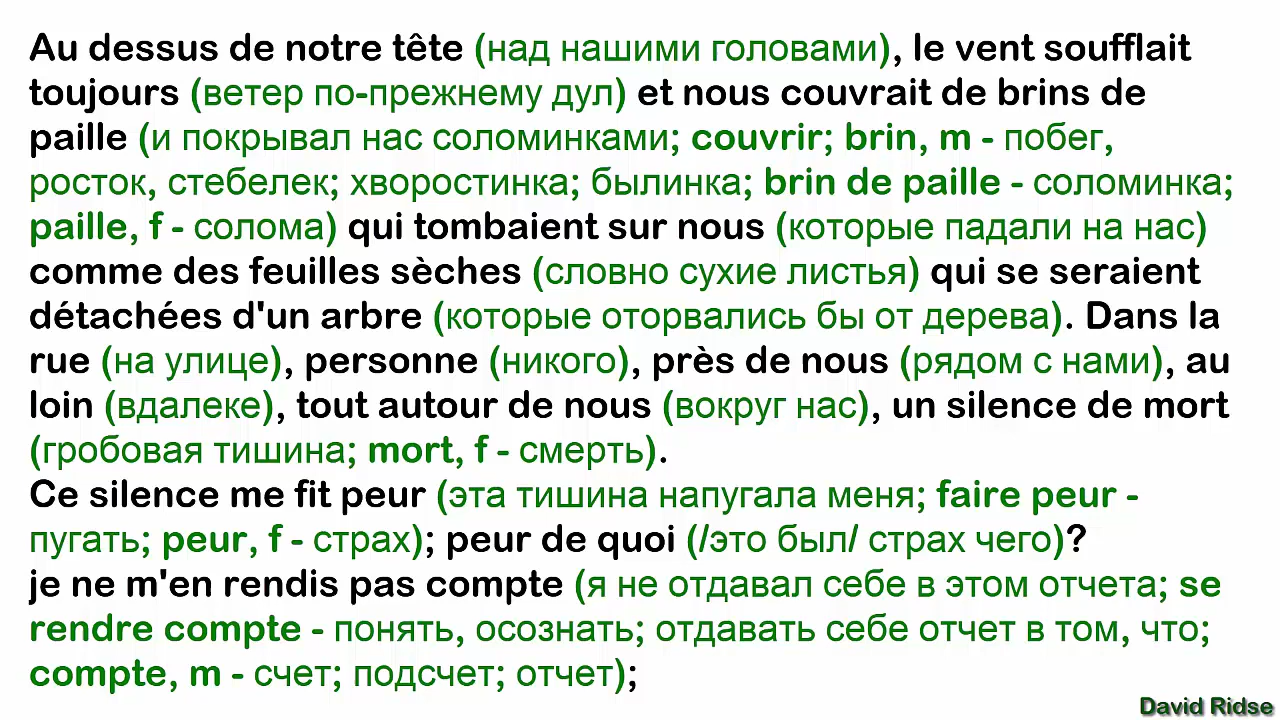 Au dessus de notre tête (над нашими головами), le vent soufflait
toujours (ветер по-прежнему дул) et nous couvrait de brins de
paille (и покрывал нас соломинками; couvrir; brin, m - побег,
росток, стебелек; хворостинка; былинка; brin de paille - соломинка;
paille, f - солома) qui tombaient sur nous (которые падали на нас)
comme des feuilles sèches (словно сухие листья) qui se seraient
détachées d'un arbre (которые оторвались бы от дерева). Dans la
rue (на улице), personne (никого), près de nous (рядом с нами), au
loin (вдалеке), tout autour de nous (вокруг нас), un silence de mort
(гробовая тишина; mort, f - смерть).
Ce silence me fit peur (эта тишина напугала меня; faire peur -
пугать; peur, f - страх); peur de quoi (/это был/ страх чего)?
je ne m'en rendis pas compte (я не отдавал себе в этом отчета; se
rendre compte - понять, осознать; отдавать себе отчет в том, что;
compte, m - счет; подсчет; отчет);
David Ridse